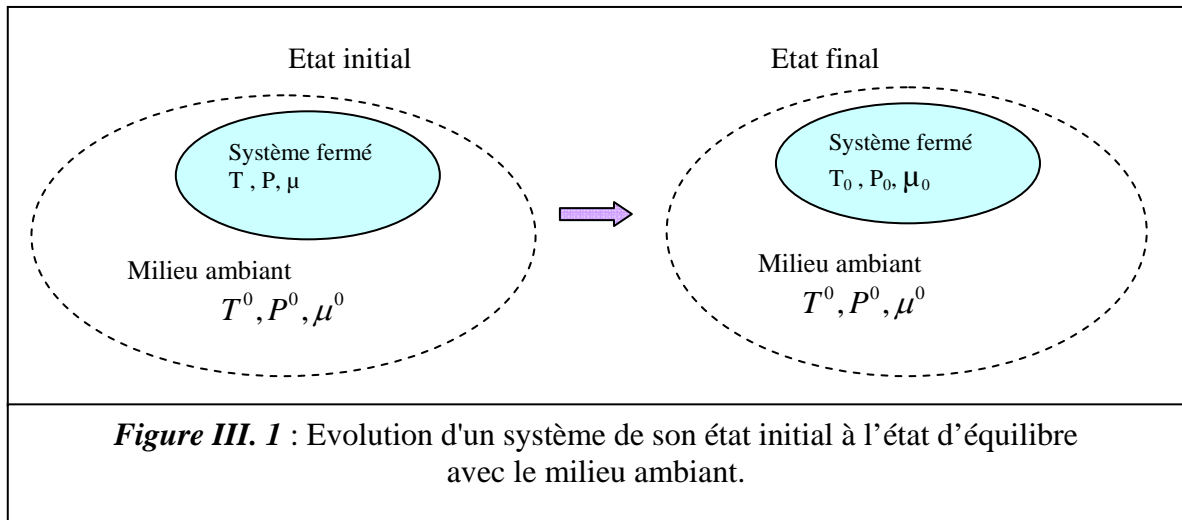 Etat initial
Etat final
Système fermé
T , P, μ
Système fermé
T₀ , P₀, μ₀
Milieu ambiant
T⁰, P⁰, μ⁰
Milieu ambiant
T⁰, P⁰, μ⁰
Figure III. 1 : Evolution d'un système de son état initial à l’état d’équilibre
avec le milieu ambiant.